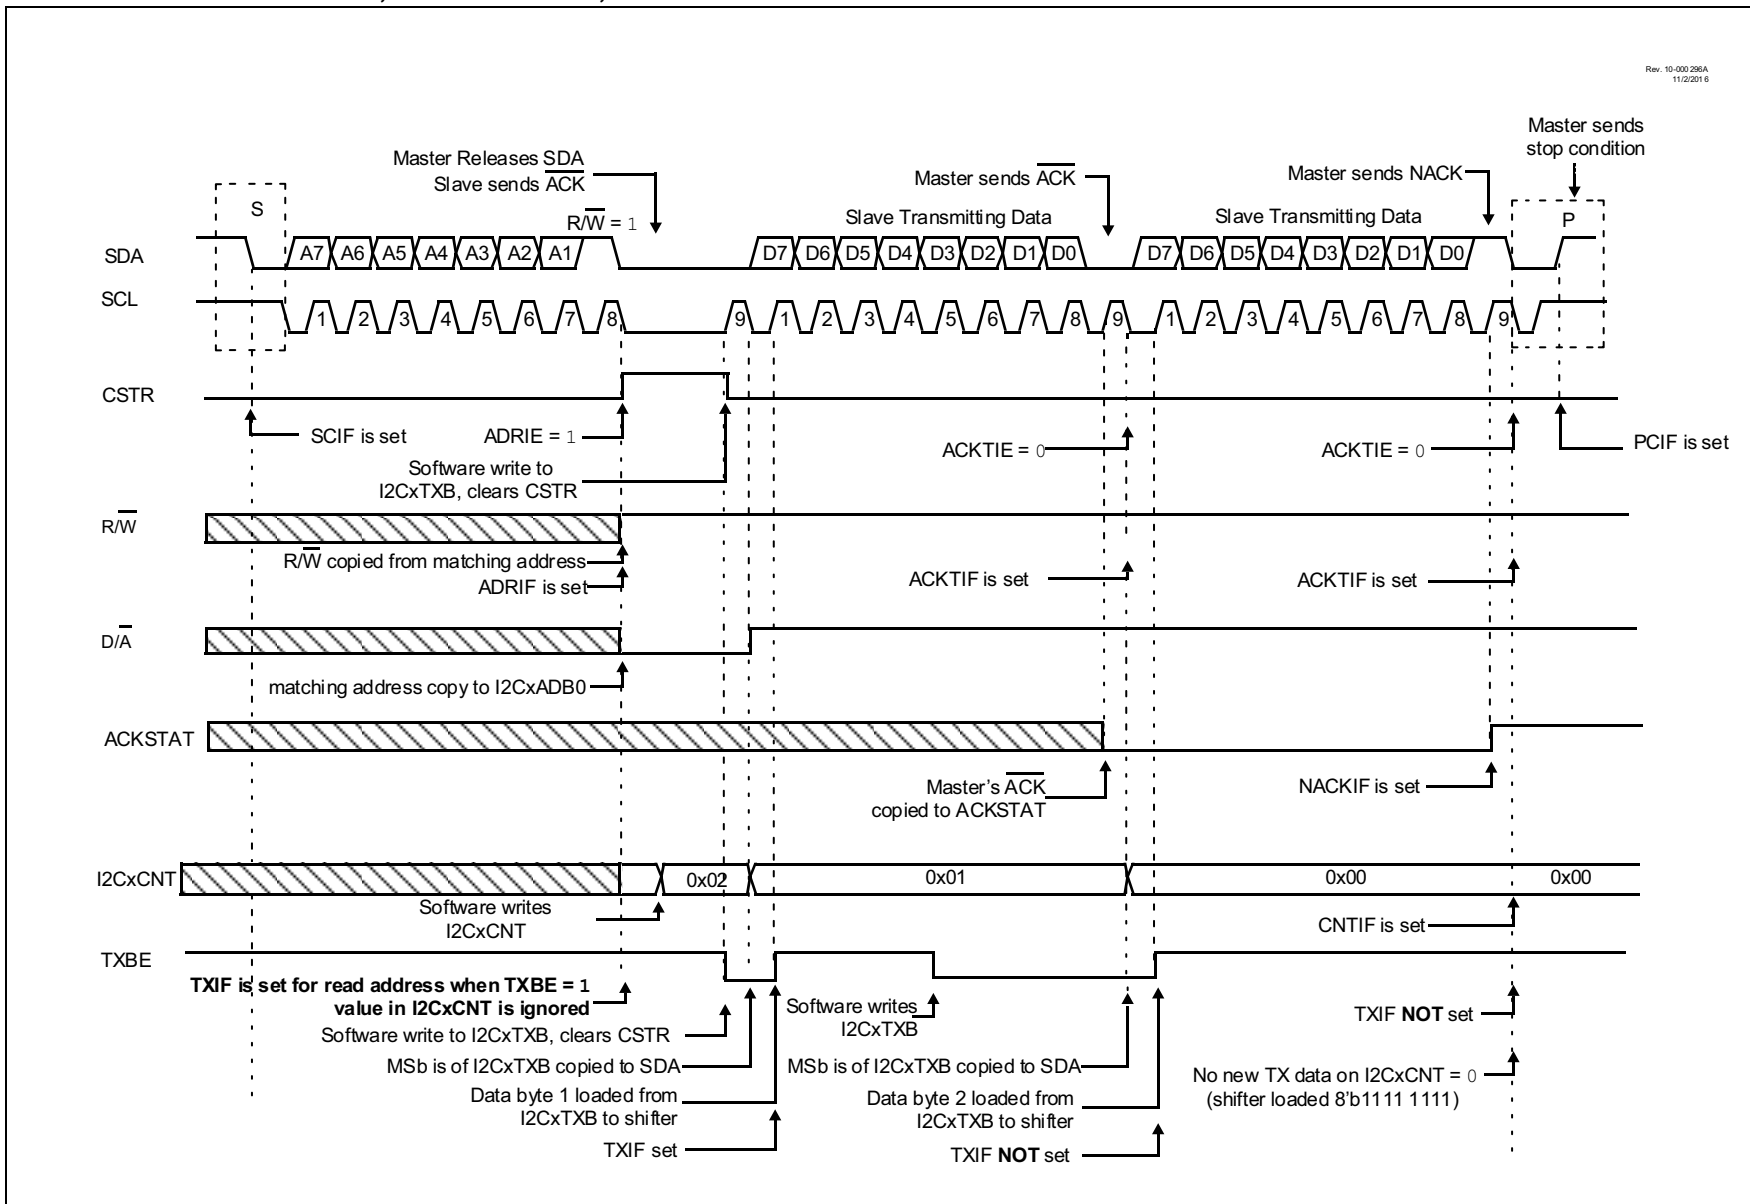 Rev. 10-000 296A
11/2/201 6
Master sends
stop condition
Master Releases SDA
Slave sends A̅C̅K̅
Master sends A̅C̅K̅
Master sends NACK
S
R/W̅ = 1
Slave Transmitting Data
Slave Transmitting Data
P
SDA
A7 A6 A5 A4 A3 A2 A1
D7 D6 D5 D4 D3 D2 D1 D0
D7 D6 D5 D4 D3 D2 D1 D0
SCL
1 2 3 4 5 6 7 8 9 1 2 3 4 5 6 7 8 9 1 2 3 4 5 6 7 8 9
CSTR
SCIF is set
ADRIE = 1
ACKTIE = 0
ACKTIE = 0
PCIF is set
Software write to
I2CxTXB, clears CSTR
R/W̅
R/W̅ copied from matching address
ADRIF is set
ACKTIF is set
ACKTIF is set
D/A̅
matching address copy to I2CxADB0
ACKSTAT
Master's A̅C̅K̅
copied to ACKSTAT
NACKIF is set
I2CxCNT
0x02
0x01
0x00
0x00
Software writes
I2CxCNT
CNTIF is set
TXBE
TXIF is set for read address when TXBE = 1
value in I2CxCNT is ignored
Software write to I2CxTXB, clears CSTR
MSb is of I2CxTXB copied to SDA
Data byte 1 loaded from
I2CxTXB to shifter
TXIF set
Software writes
I2CxTXB
MSb is of I2CxTXB copied to SDA
Data byte 2 loaded from
I2CxTXB to shifter
TXIF NOT set
TXIF NOT set
No new TX data on I2CxCNT = 0
(shifter loaded 8'b1111 1111)